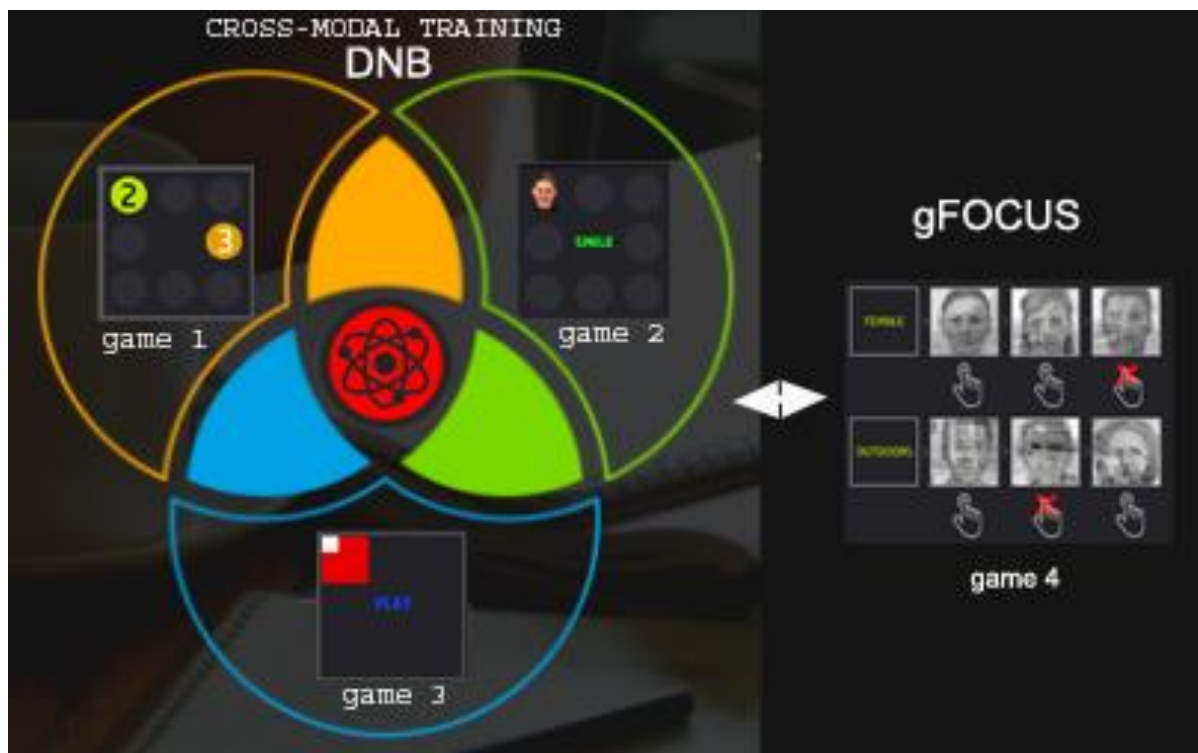 CROSS-MODAL TRAINING
DNB
2
3
game 1
SMILE
game 2
PLAY
game 3
gFOCUS
FEMALE
OUTDOORS
game 4